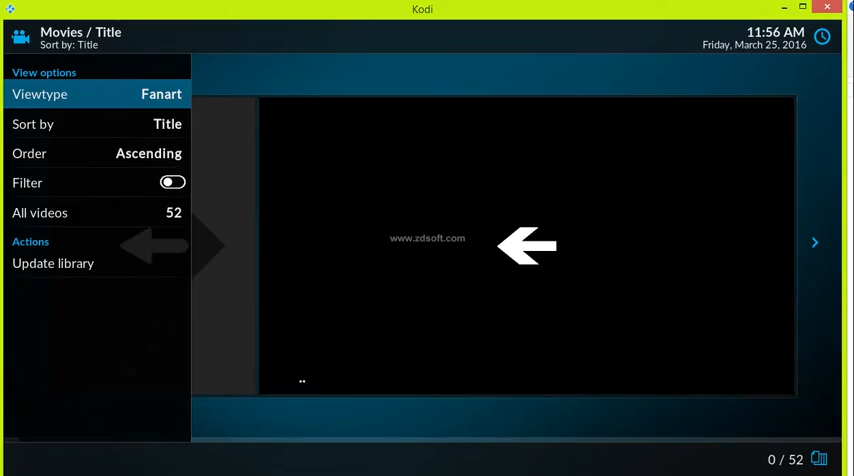 Kodi
Movies / Title
Sort by: Title
11:56 AM
Friday, March 25, 2016
View options
Viewtype Fanart
Sort by Title
Order Ascending
Filter
All videos 52
Actions
Update library
www.zdsoft.com
..
0 / 52